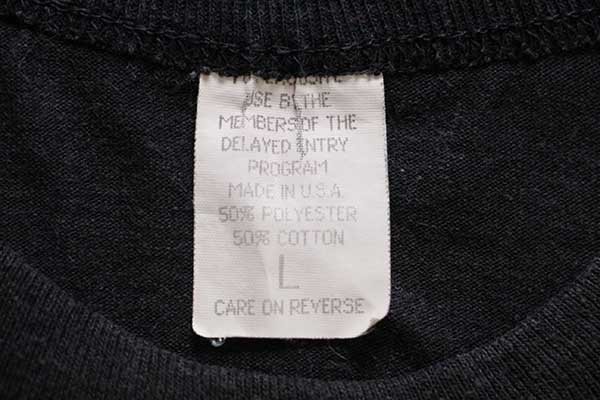 USE BY THE
MEMBERS OF THE
DELAYED ENTRY
PROGRAM
MADE IN U.S.A.
50% POLYESTER
50% COTTON
L
CARE ON REVERSE